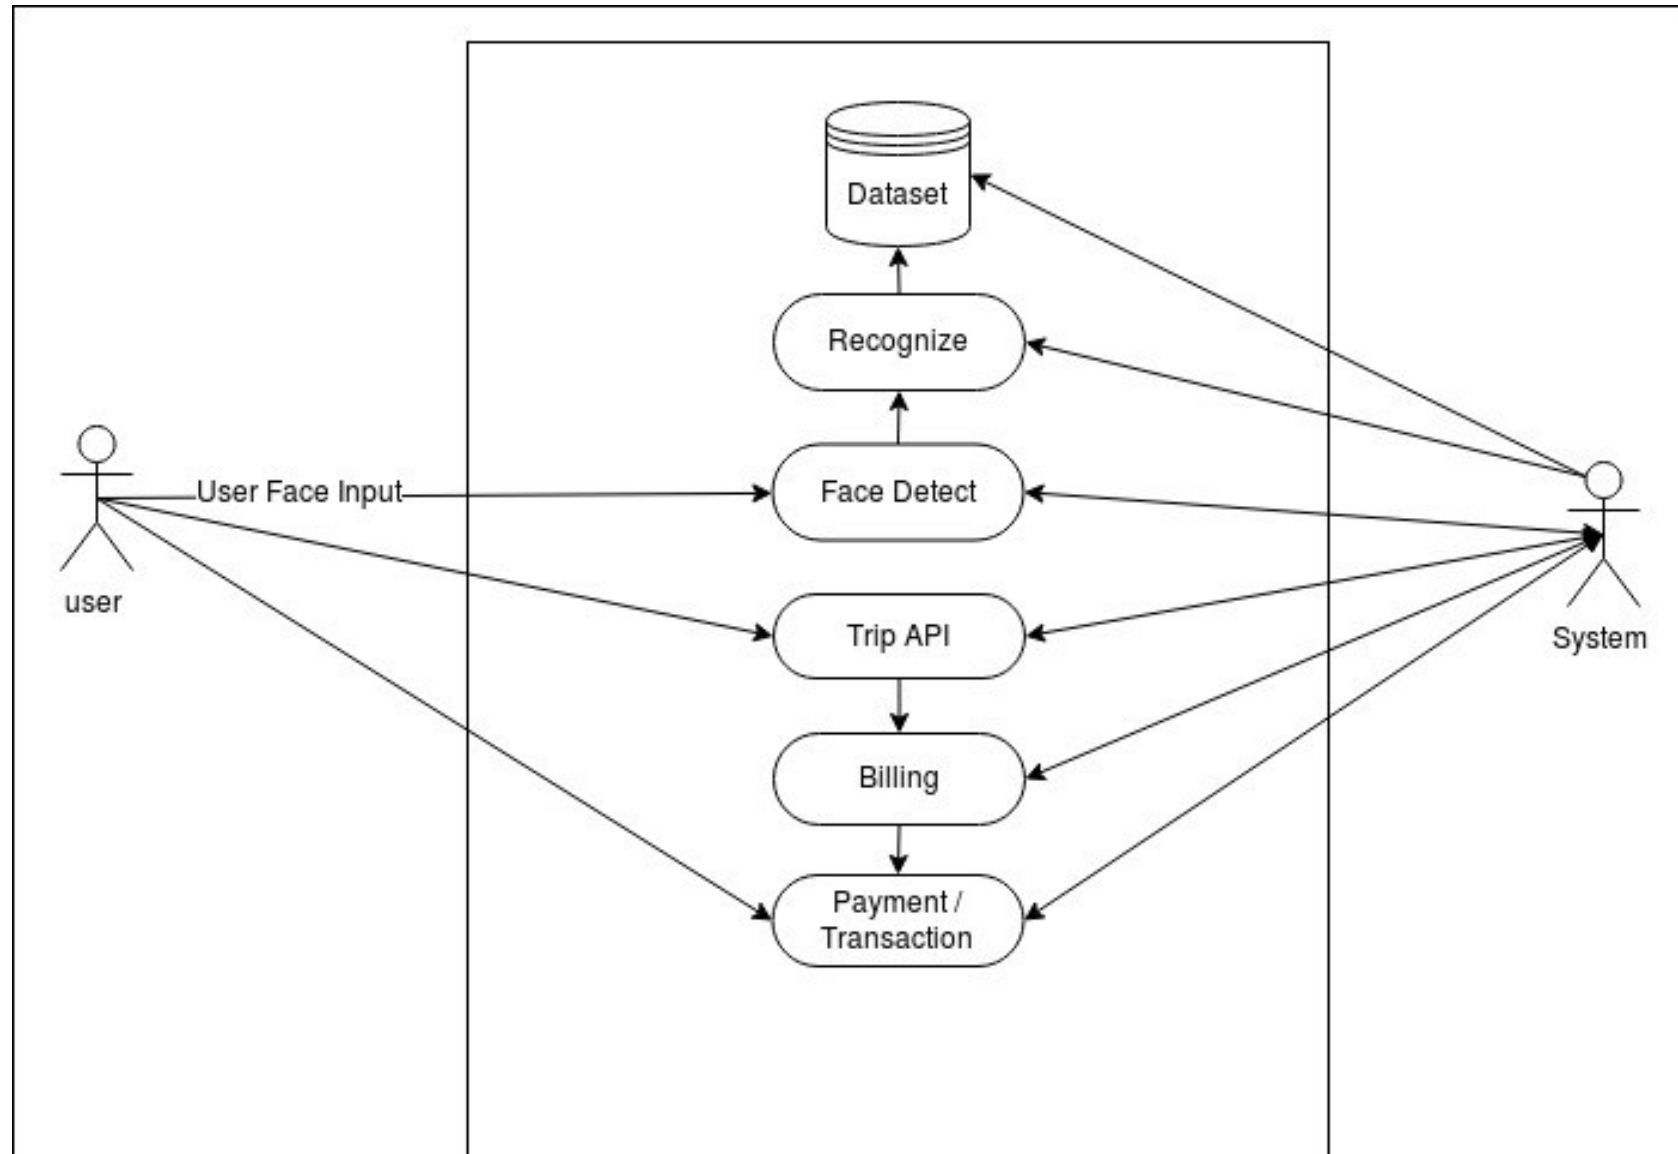 Dataset
Recognize
User Face Input
Face Detect
user
Trip API
System
Billing
Payment /
Transaction